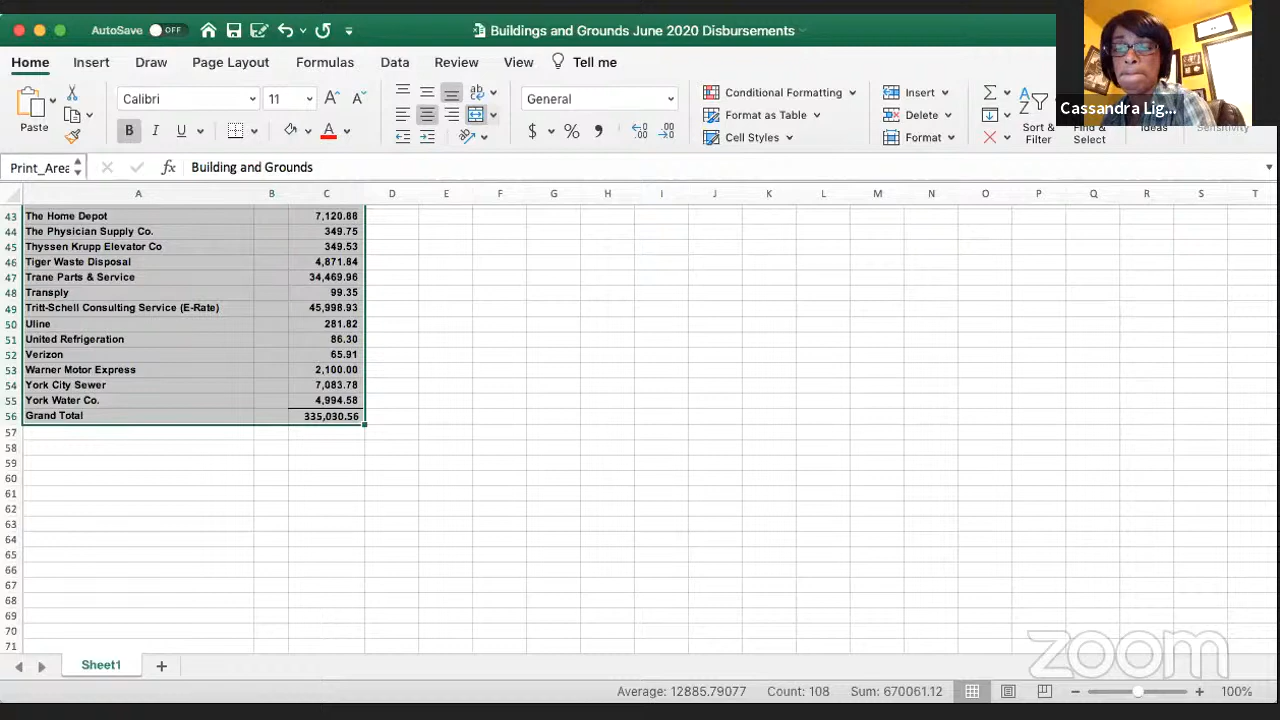 AutoSave OFF Buildings and Grounds June 2020 Disbursements
Home Insert Draw Page Layout Formulas Data Review View Tell me
Paste Calibri 11 General Conditional Formatting Insert
B I U A $ % Format as Table Delete
Cell Styles Format Sort & Filter Find & Select Ideas Sensitivity
Cassandra Lig...
Print_Area fx Building and Grounds
A B C D E F G H I J K L M N O P Q R S T
43 The Home Depot 7,120.88
44 The Physician Supply Co. 349.75
45 Thyssen Krupp Elevator Co 349.53
46 Tiger Waste Disposal 4,871.84
47 Trane Parts & Service 34,469.96
48 Transply 99.35
49 Tritt-Schell Consulting Service (E-Rate) 45,998.93
50 Uline 281.82
51 United Refrigeration 86.30
52 Verizon 65.91
53 Warner Motor Express 2,100.00
54 York City Sewer 7,083.78
55 York Water Co. 4,994.58
56 Grand Total 335,030.56
57
58
59
60
61
62
63
64
65
66
67
68
69
70
71
Sheet1
zoom
Average: 12885.79077 Count: 108 Sum: 670061.12 100%